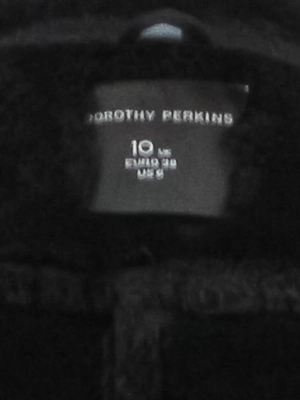 DOROTHY PERKINS
10 UK
EURO 38
US 6